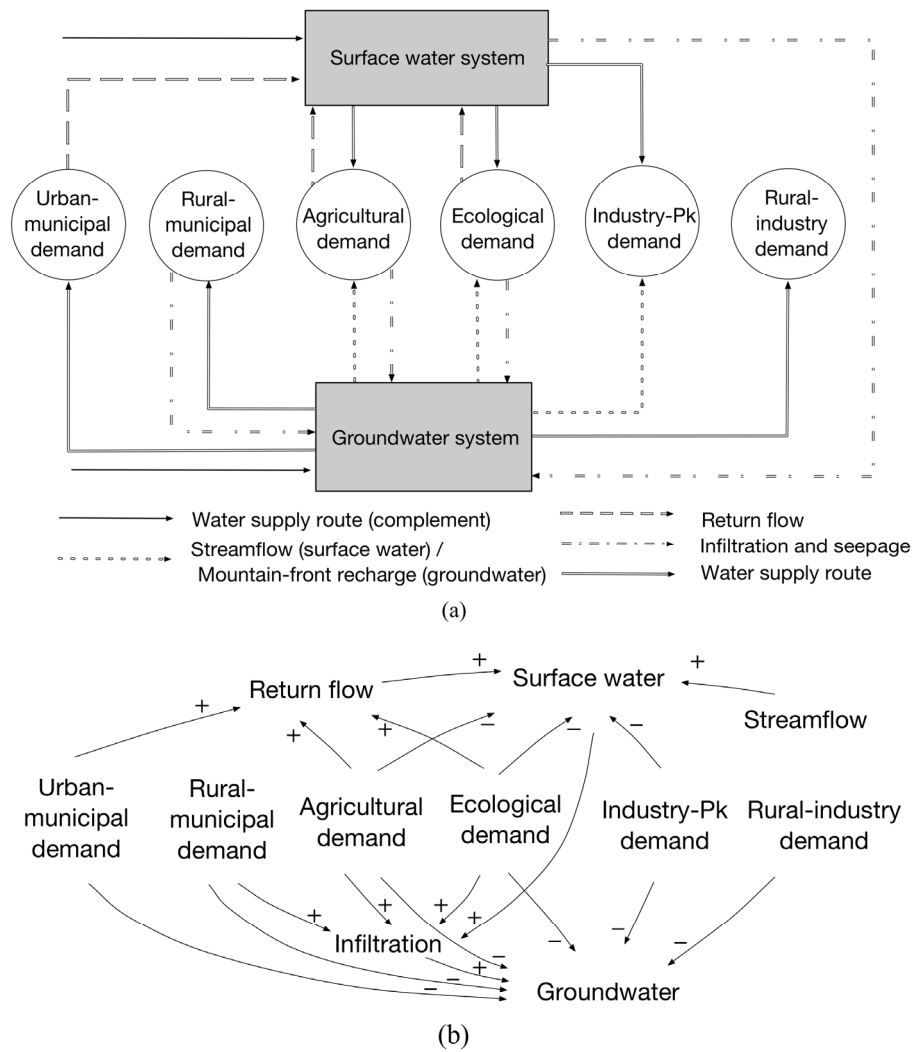 Surface water system
Urban-
municipal
demand
Rural-
municipal
demand
Agricultural
demand
Ecological
demand
Industry-Pk
demand
Rural-
industry
demand
Groundwater system
Water supply route (complement)
Streamflow (surface water) /
Mountain-front recharge (groundwater)
Return flow
Infiltration and seepage
Water supply route
(a)
+
+
Return flow
Surface water
+
Streamflow
+
+
−
−
−
Urban-
municipal
demand
Rural-
municipal
demand
Agricultural
demand
Ecological
demand
Industry-Pk
demand
Rural-industry
demand
+
+
+
+
−
−
−
Infiltration
−
+
−
−
Groundwater
(b)